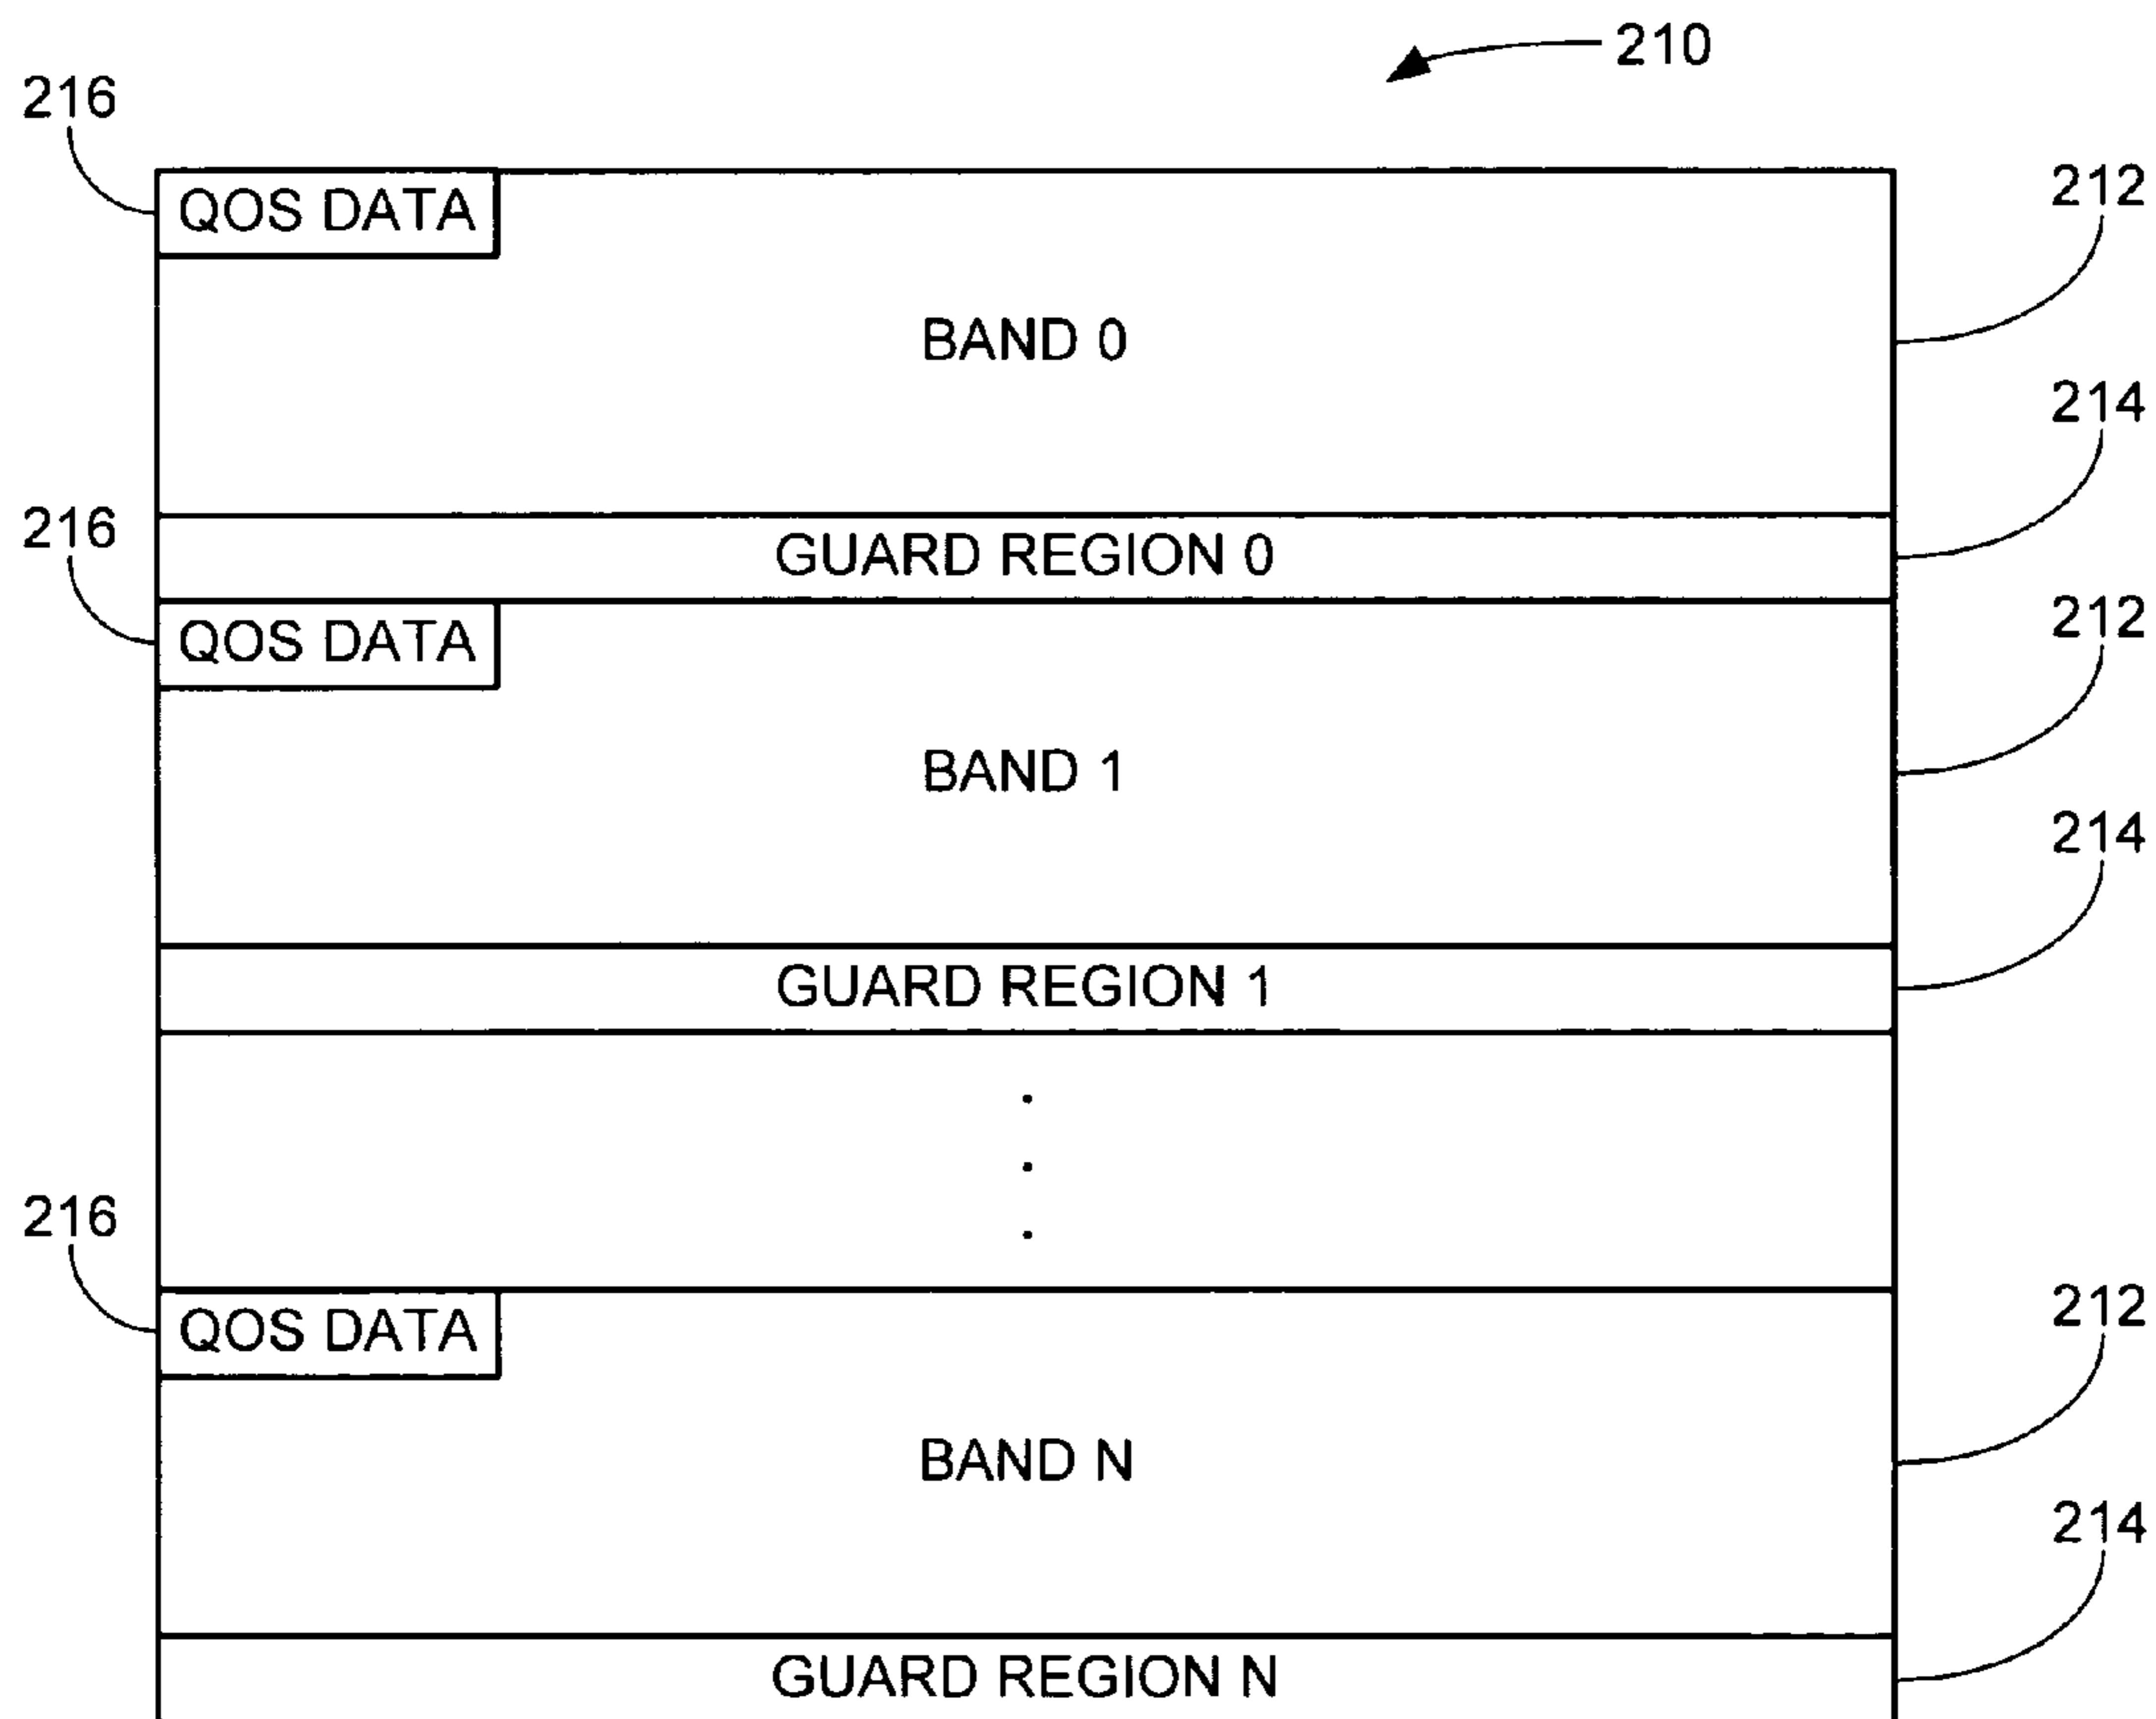 210
216
QOS DATA
212
BAND 0
214
216
GUARD REGION 0
212
QOS DATA
BAND 1
214
GUARD REGION 1
.
.
.
216
QOS DATA
212
BAND N
214
GUARD REGION N